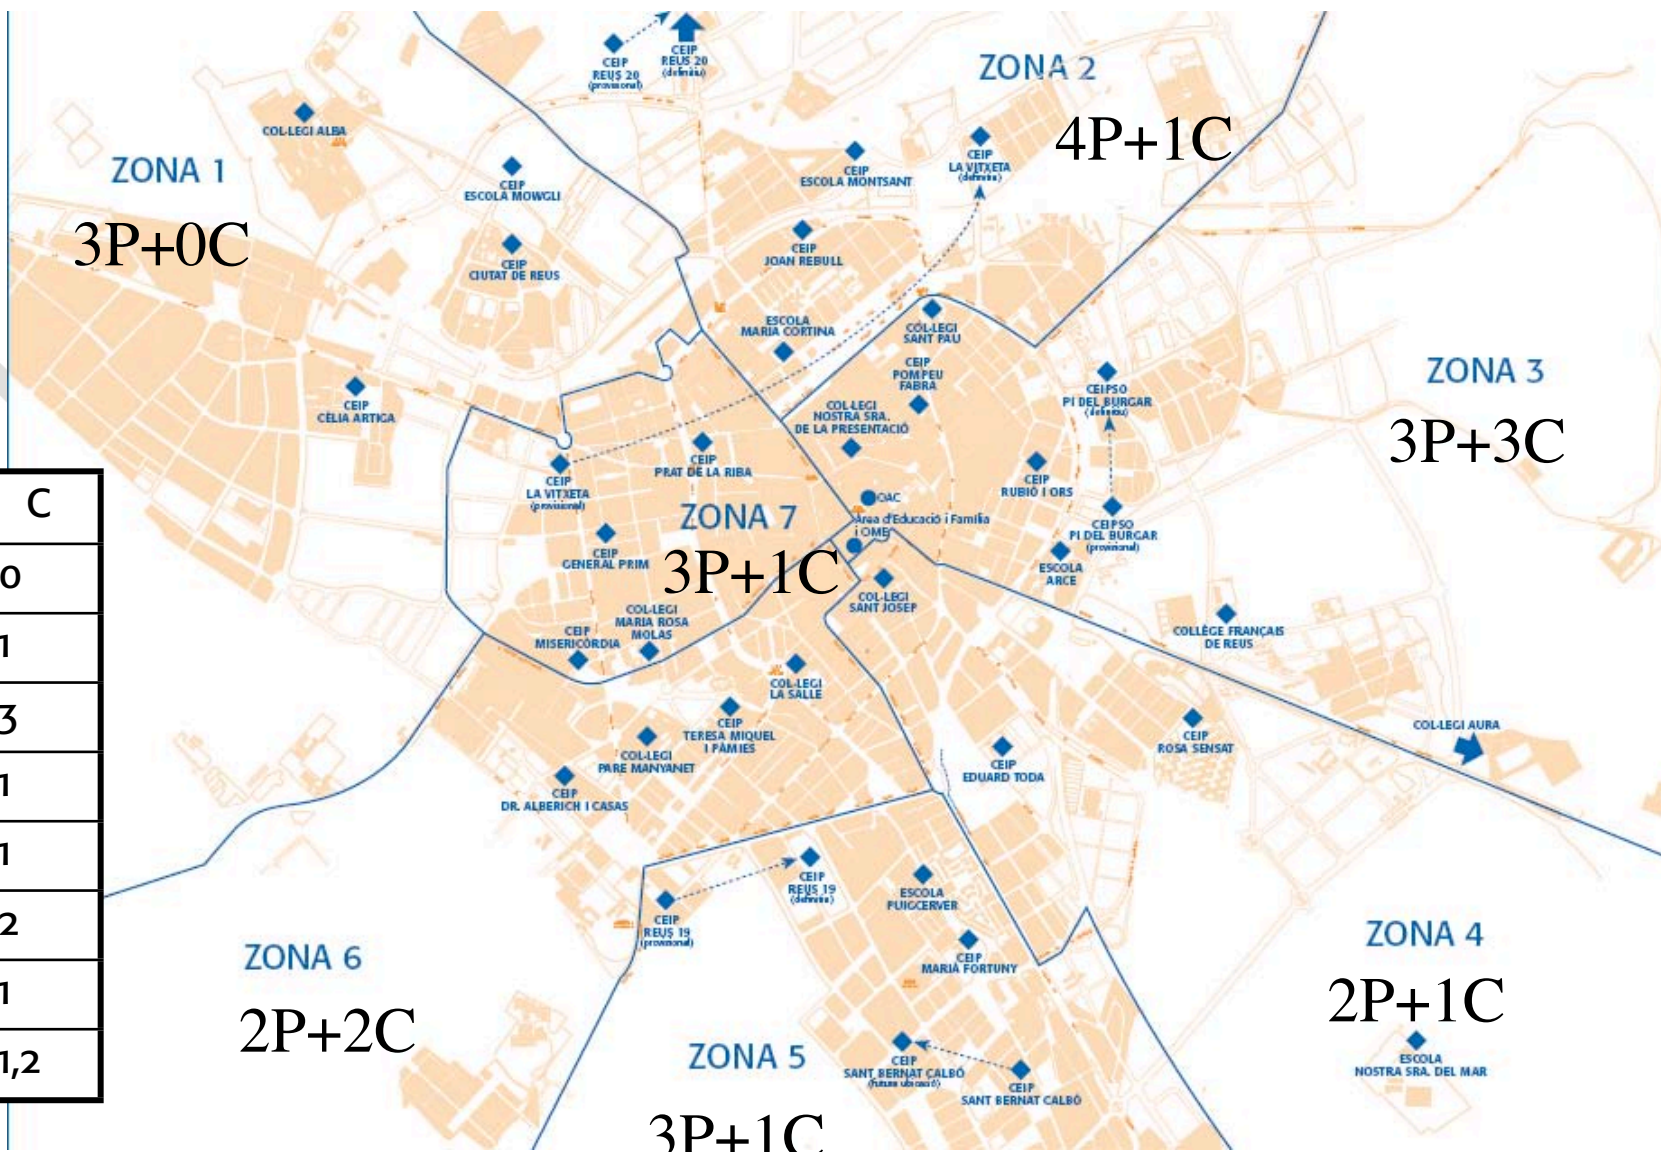 CEIP
REUS 20
(provisional)
CEIP
REUS 20
(definitiu)
ZONA 2
4P+1C
COL·LEGI ALBA
ZONA 1
3P+0C
CEIP
ESCOLA MOWGLI
CEIP
CIUTAT DE REUS
CEIP
ESCOLA MONTSANT
CEIP
LA VITXETA
(definitiu)
CEIP
JOAN REBULL
ESCOLA
MARIA CORTINA
COL·LEGI
SANT PAU
CEIP
POMPEU
FABRA
COL·LEGI
NOSTRA SRA.
DE LA PRESENTACIÓ
CEIPSO
PI DEL BURGAR
(definitiu)
ZONA 3
3P+3C
CEIP
CÈLIA ARTIGA
CEIP
PRAT DE LA RIBA
CEIP
LA VITXETA
(provisional)
CEIP
RUBIÓ I ORS
OAC
Àrea d'Educació i Família
i OME
CEIPSO
PI DEL BURGAR
(provisional)
ESCOLA
ARCE
ZONA 7
3P+1C
CEIP
GENERAL PRIM
COL·LEGI
MARIA ROSA
MOLAS
CEIP
MISERICÒRDIA
COL·LEGI
SANT JOSEP
COLLÈGE FRANÇAIS
DE REUS
COL·LEGI
LA SALLE
CEIP
TERESA MIQUEL
I PÀMIES
COL·LEGI
PARE MANYANET
CEIP
DR. ALBERICH I CASAS
CEIP
EDUARD TODA
CEIP
ROSA SENSAT
COL·LEGI AURA
C
0
1
3
1
1
2
1
1,2
CEIP
REUS 19
(definitiu)
CEIP
REUS 19
(provisional)
ESCOLA
PUIGCERVER
CEIP
MARIÀ FORTUNY
ZONA 6
2P+2C
ZONA 4
2P+1C
ESCOLA
NOSTRA SRA. DEL MAR
CEIP
SANT BERNAT CALBÓ
(futura ubicació)
CEIP
SANT BERNAT CALBÓ
ZONA 5
3P+1C